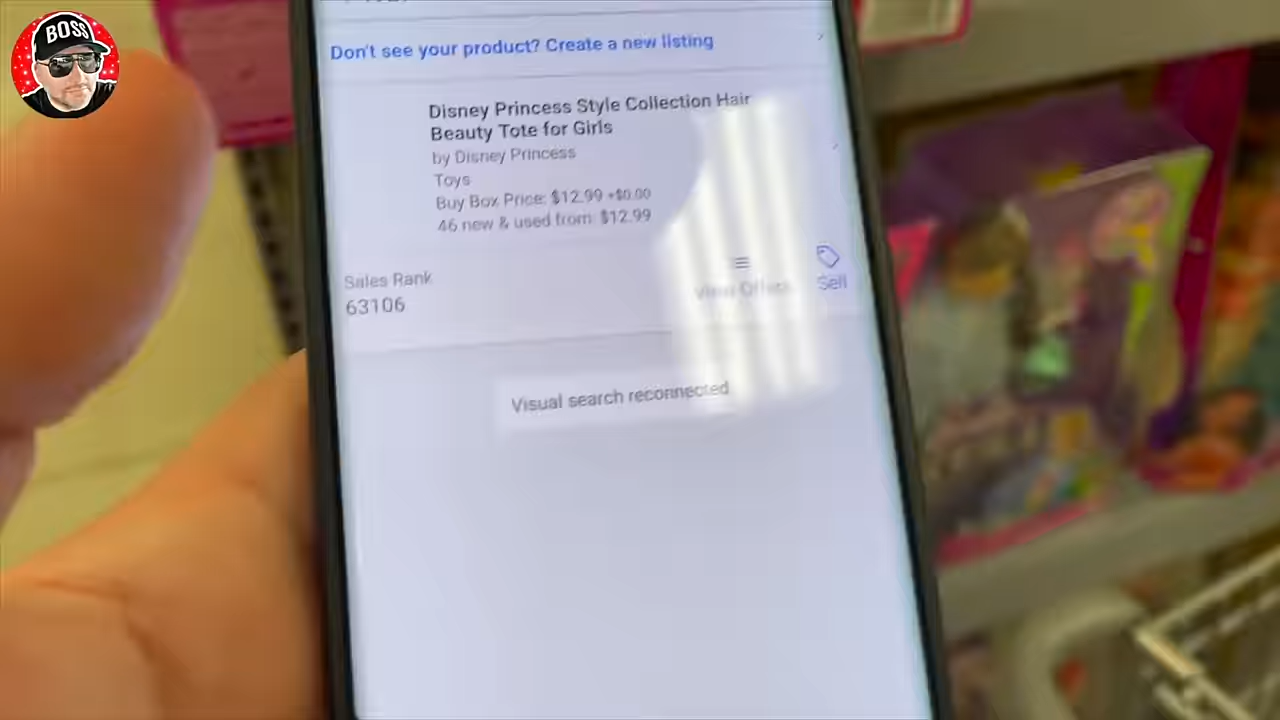 BOSS
Don't see your product? Create a new listing
Disney Princess Style Collection Hair
Beauty Tote for Girls
by Disney Princess
Toys
Buy Box Price: $12.99 +$0.00
46 new & used from: $12.99
Sales Rank
63106
View Offers
Sell
Visual search reconnected